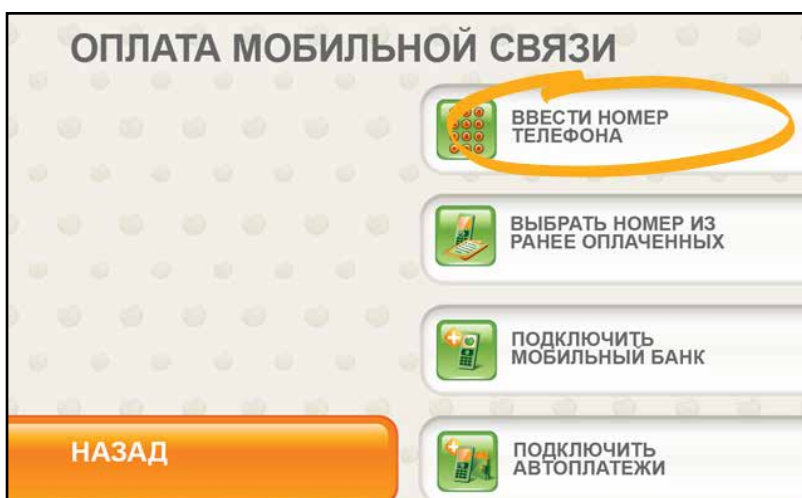 ОПЛАТА МОБИЛЬНОЙ СВЯЗИ
ВВЕСТИ НОМЕР
ТЕЛЕФОНА
ВЫБРАТЬ НОМЕР ИЗ
РАНЕЕ ОПЛАЧЕННЫХ
ПОДКЛЮЧИТЬ
МОБИЛЬНЫЙ БАНК
НАЗАД
ПОДКЛЮЧИТЬ
АВТОПЛАТЕЖИ